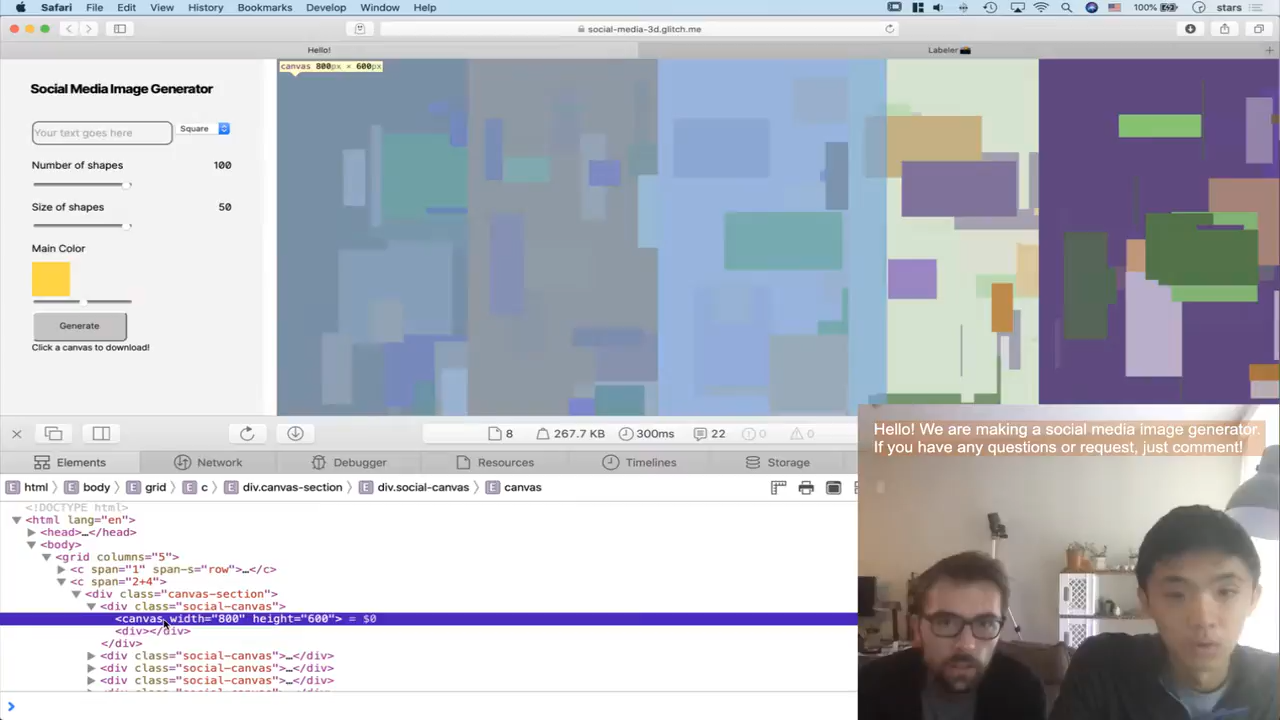 Safari File Edit View History Bookmarks Develop Window Help 100% stars
social-media-3d.glitch.me
Hello! Labeler
canvas 800px × 600px
Social Media Image Generator
Your text goes here Square
Number of shapes 100
Size of shapes 50
Main Color
Generate
Click a canvas to download!
Hello! We are making a social media image generator.
If you have any questions or request, just comment!
8 267.7 KB 300ms 22 0 0
Elements Network Debugger Resources Timelines Storage
E html E body E grid E c E div.canvas-section E div.social-canvas E canvas
<!DOCTYPE html>
<html lang="en">
<head>…</head>
<body>
<grid columns="5">
<c span="1" span-s="row">…</c>
<c span="2+4">
<div class="canvas-section">
<div class="social-canvas">
<canvas width="800" height="600"> = $0
<div></div>
</div>
<div class="social-canvas">…</div>
<div class="social-canvas">…</div>
<div class="social-canvas">…</div>